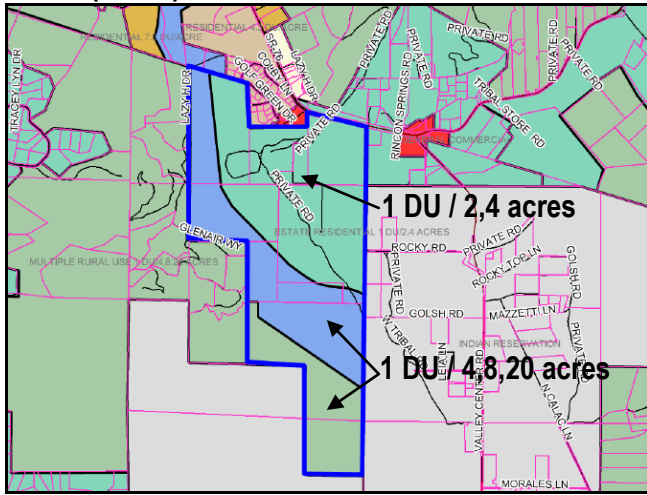 RESIDENTIAL 4.3 DU/ACRE
PRIVATE RD
RESIDENTIAL 7.
DU/ACRE
PRIVATE RD
PRIVATE RD
PRIVATE RD
TRACEY LYN DR
LAZY H DR
SR-76
COLBY LN
GOLF GREEN DR
LAZY H DR
PRIVATE RD
RINCON SPRINGS RD
TRIBAL STORE RD
COMMERCIAL
PRIVATE RD
1 DU / 2,4 acres
GLENAIR WY
ESTATE RESIDENTIAL 1 DU/2,4 ACRES
MULTIPLE RURAL USE 1 DU/4,8,20 ACRES
ROCKY RD
PRIVATE RD
ROCKY TOP LN
GOLSH RD
PRIVATE RD
W TRIBAL RD
GOLSH RD
MAZZETTI LN
LEIA LN
INDIAN RESERVATION
PRIVATE RD
1 DU / 4,8,20 acres
VALLEY CENTER RD
N CALAC LN
MORALES LN